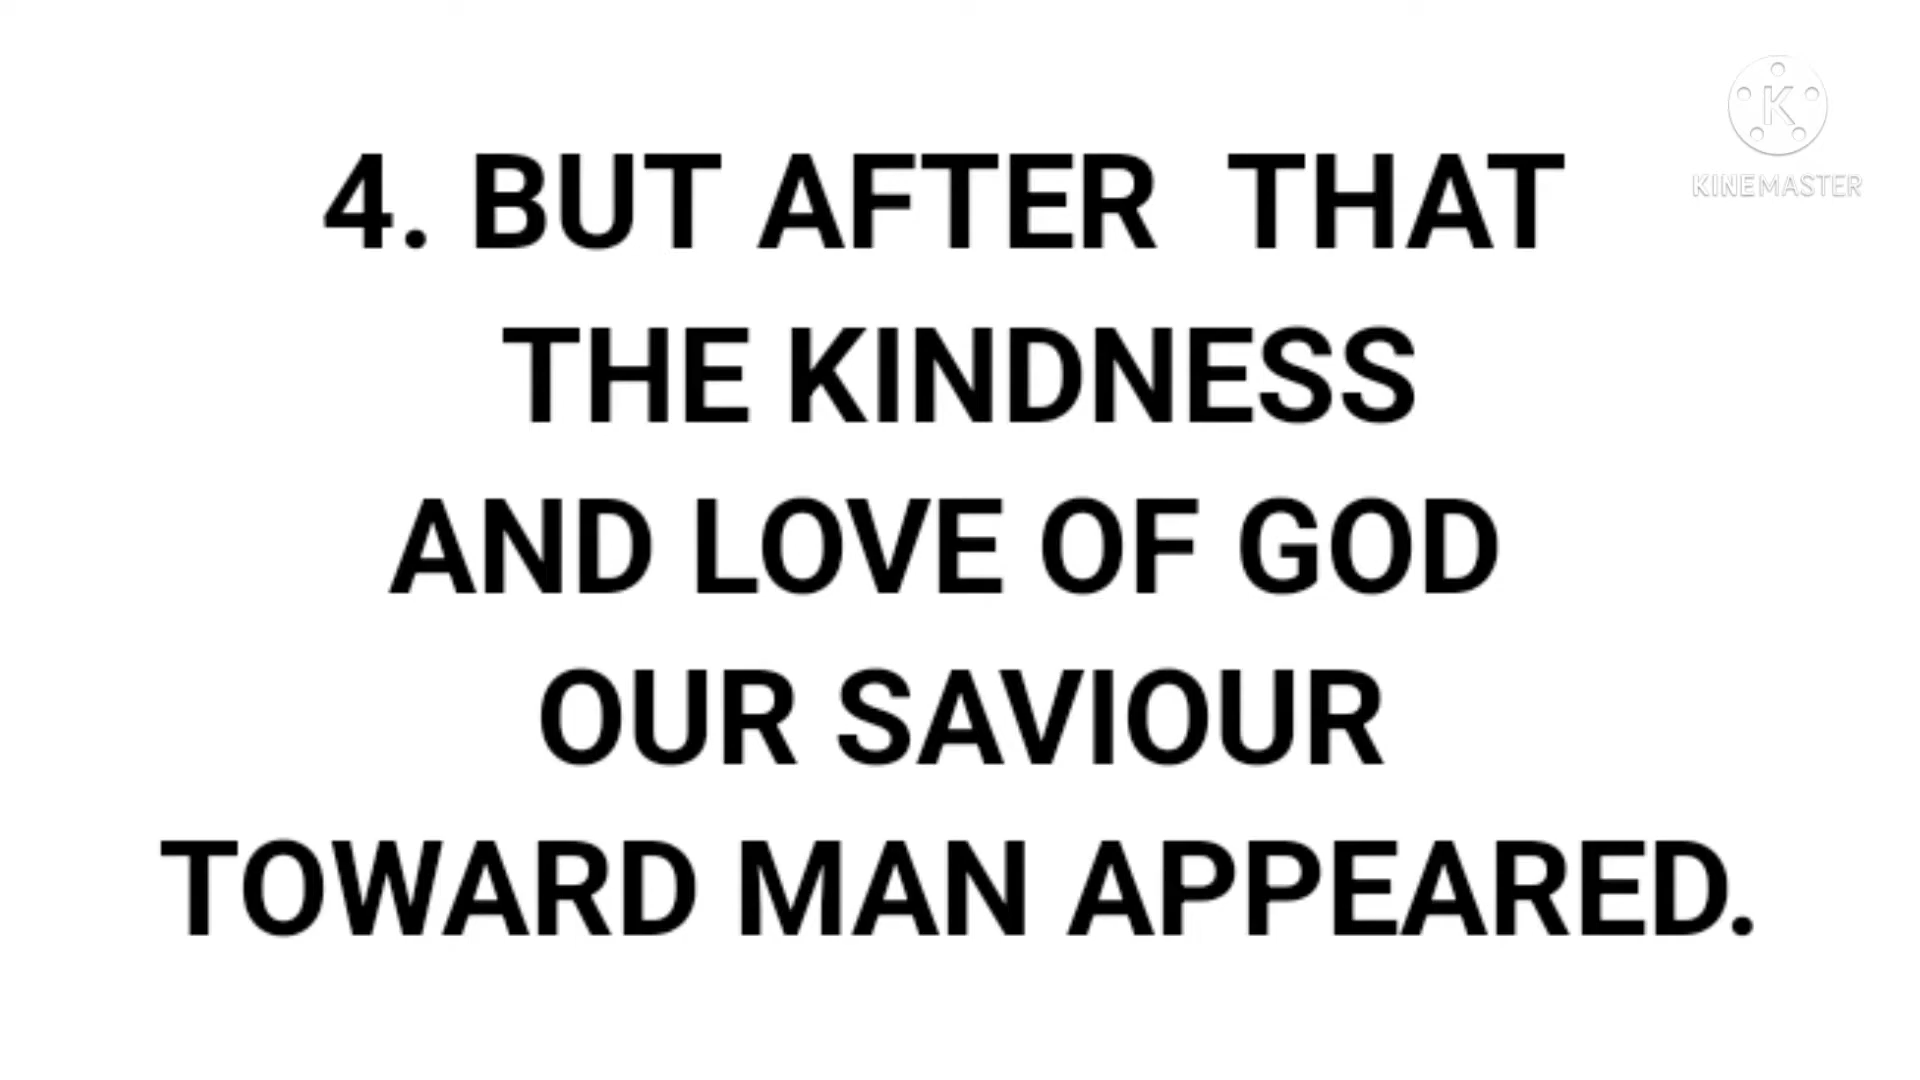 KINEMASTER
4. BUT AFTER  THAT
THE KINDNESS
AND LOVE OF GOD
OUR SAVIOUR
TOWARD MAN APPEARED.